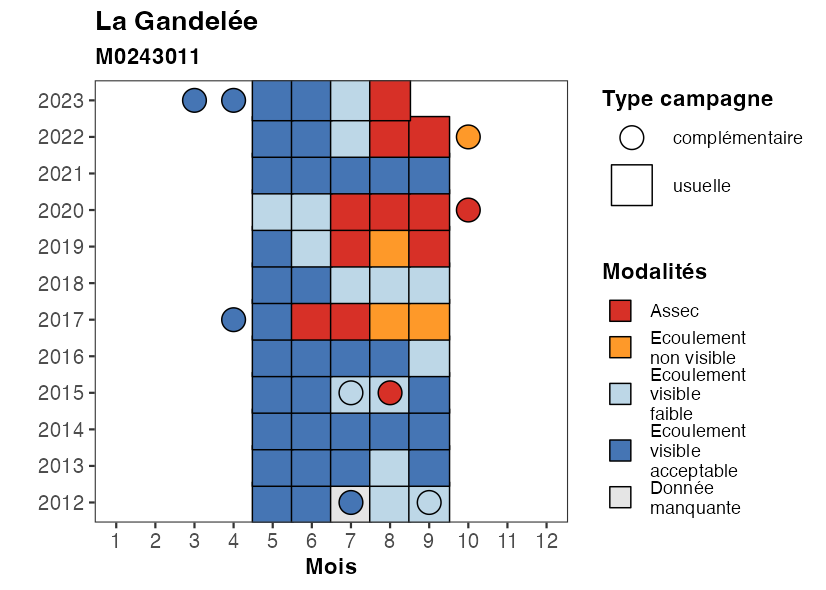 La Gandelée
M0243011
2023
2022
2021
2020
2019
2018
2017
2016
2015
2014
2013
2012
1 2 3 4 5 6 7 8 9 10 11 12
Mois
Type campagne
complémentaire
usuelle
Modalités
Assec
Ecoulement
non visible
Ecoulement
visible
faible
Ecoulement
visible
acceptable
Donnée
manquante